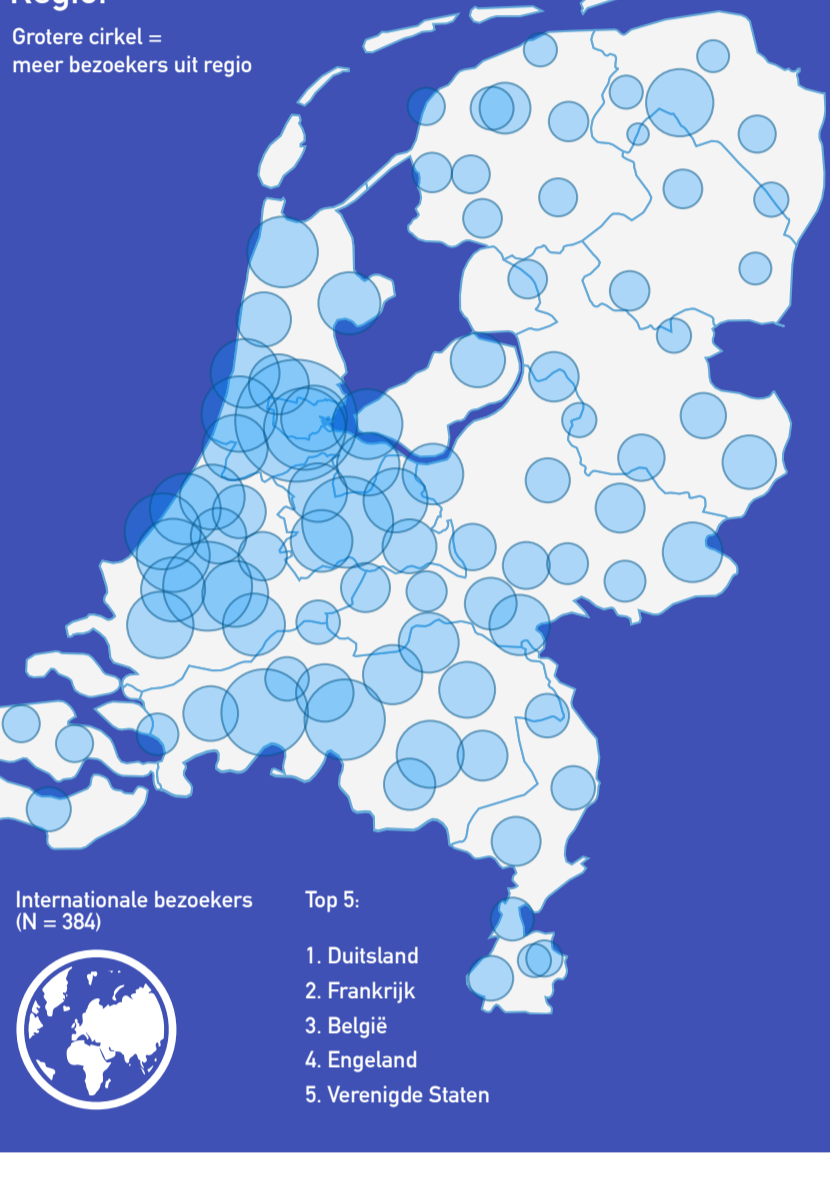 Grotere cirkel =
meer bezoekers uit regio
Internationale bezoekers
(N = 384)
Top 5:
1. Duitsland
2. Frankrijk
3. België
4. Engeland
5. Verenigde Staten